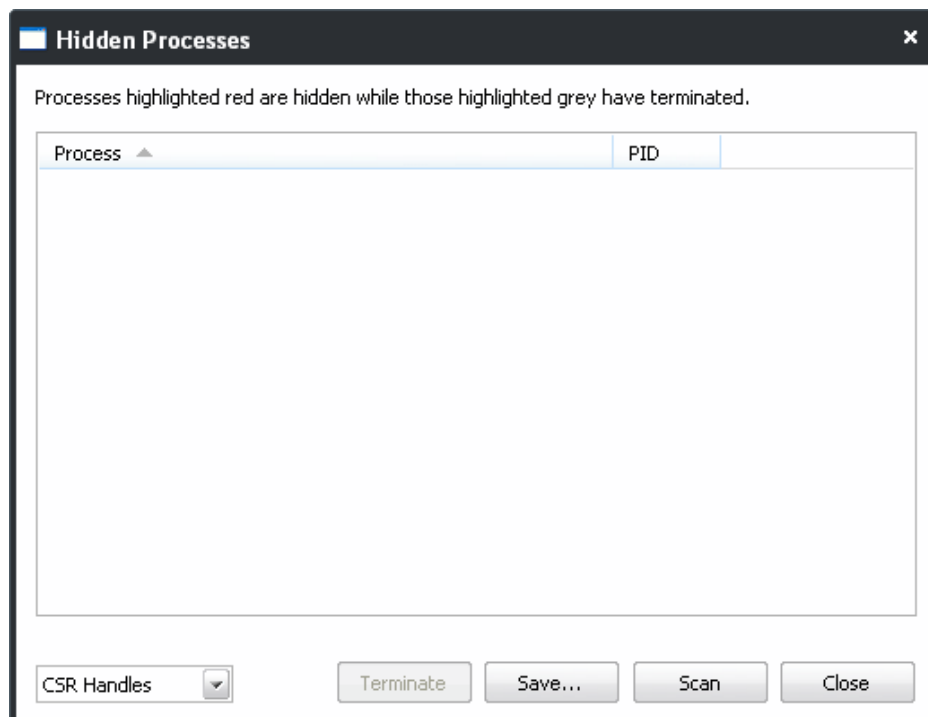 Hidden Processes
Processes highlighted red are hidden while those highlighted grey have terminated.
Process PID
CSR Handles Terminate Save... Scan Close